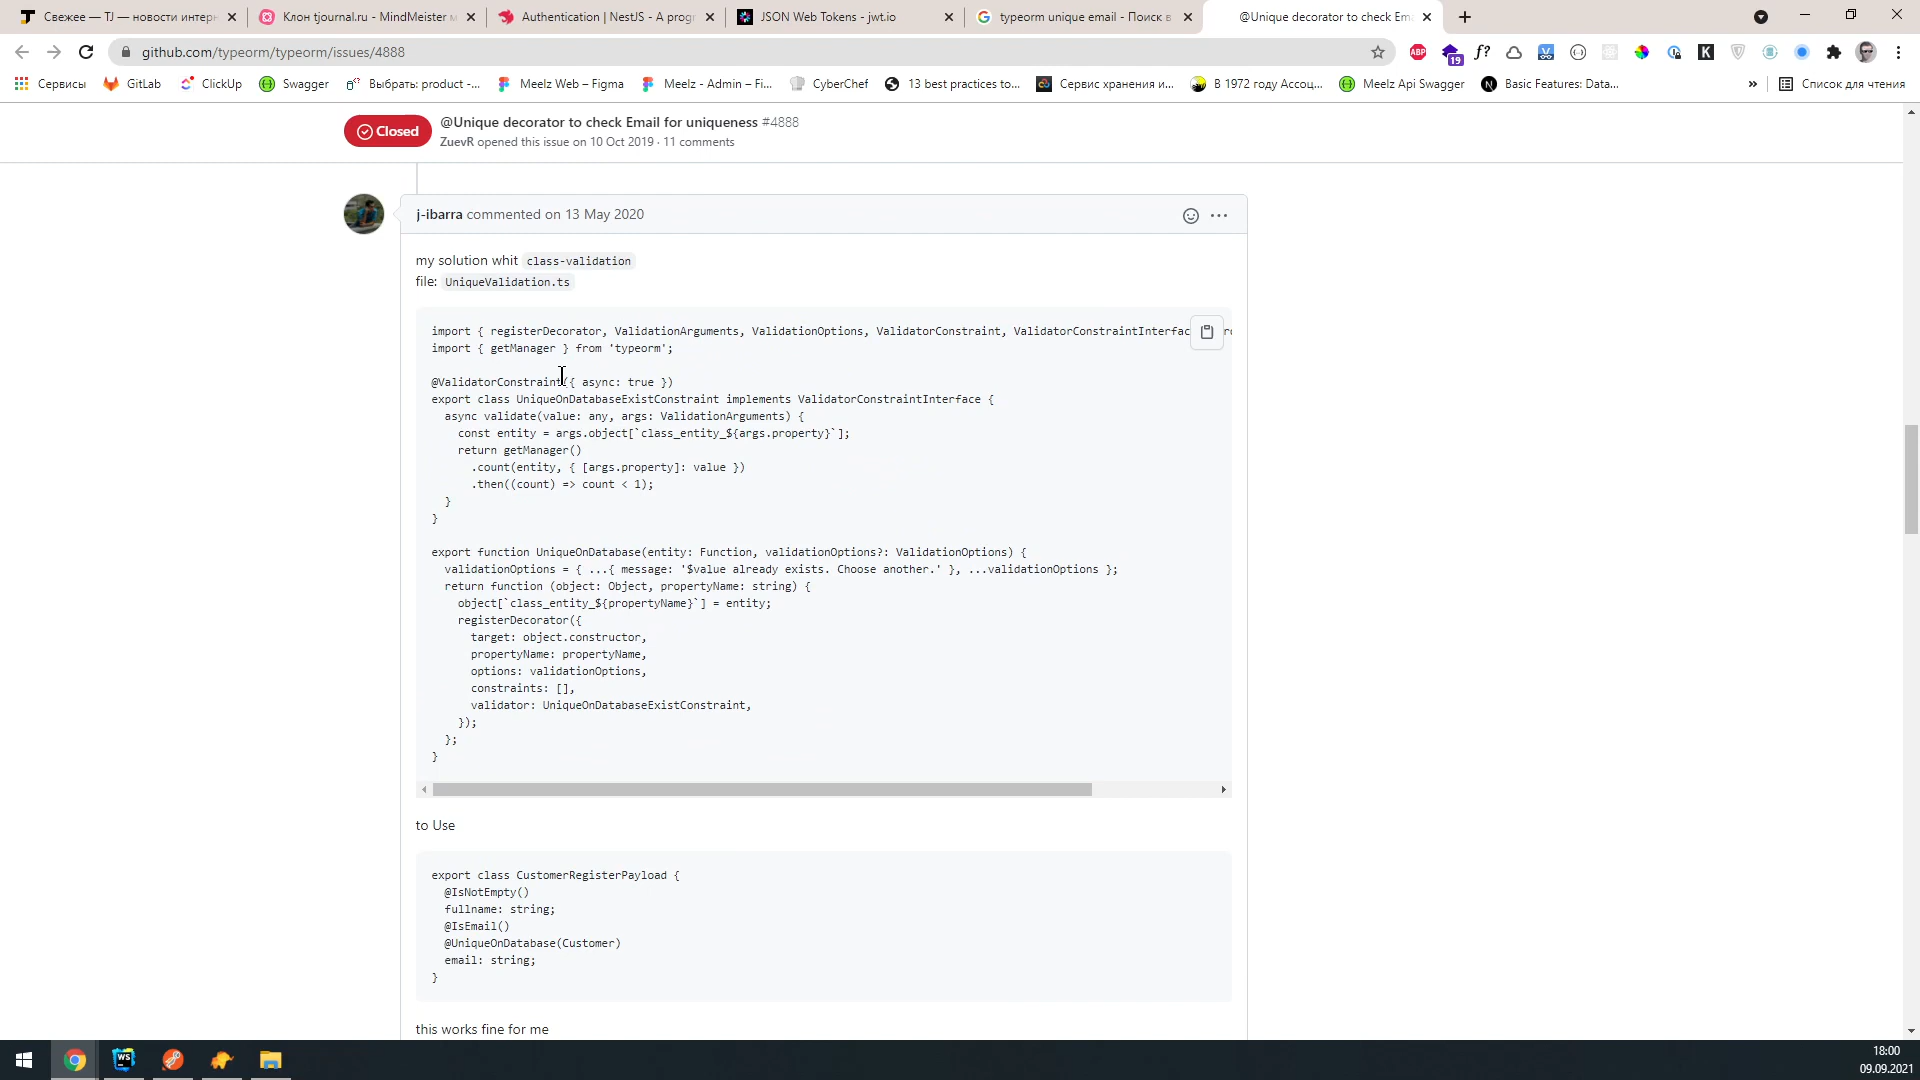 Свежее — TJ — новости интерн
Клон tjournal.ru - MindMeister м
Authentication | NestJS - A progr
JSON Web Tokens - jwt.io
typeorm unique email - Поиск в
@Unique decorator to check Em
github.com/typeorm/typeorm/issues/4888
ABP
19
f?
K
Сервисы
GitLab
ClickUp
Swagger
Выбрать: product -...
Meelz Web – Figma
Meelz - Admin – Fi...
CyberChef
13 best practices to...
Сервис хранения и...
В 1972 году Ассоц...
Meelz Api Swagger
Basic Features: Data...
»
Список для чтения
Closed
@Unique decorator to check Email for uniqueness #4888
ZuevR opened this issue on 10 Oct 2019 · 11 comments
j-ibarra commented on 13 May 2020
my solution whit class-validation
file: UniqueValidation.ts
import { registerDecorator, ValidationArguments, ValidationOptions, ValidatorConstraint, ValidatorConstraintInterfac
import { getManager } from 'typeorm';
@ValidatorConstraint({ async: true })
export class UniqueOnDatabaseExistConstraint implements ValidatorConstraintInterface {
async validate(value: any, args: ValidationArguments) {
const entity = args.object[`class_entity_${args.property}`];
return getManager()
.count(entity, { [args.property]: value })
.then((count) => count < 1);
}
}
export function UniqueOnDatabase(entity: Function, validationOptions?: ValidationOptions) {
validationOptions = { ...{ message: '$value already exists. Choose another.' }, ...validationOptions };
return function (object: Object, propertyName: string) {
object[`class_entity_${propertyName}`] = entity;
registerDecorator({
target: object.constructor,
propertyName: propertyName,
options: validationOptions,
constraints: [],
validator: UniqueOnDatabaseExistConstraint,
});
};
}
to Use
export class CustomerRegisterPayload {
@IsNotEmpty()
fullname: string;
@IsEmail()
@UniqueOnDatabase(Customer)
email: string;
}
this works fine for me
WS
18:00
09.09.2021